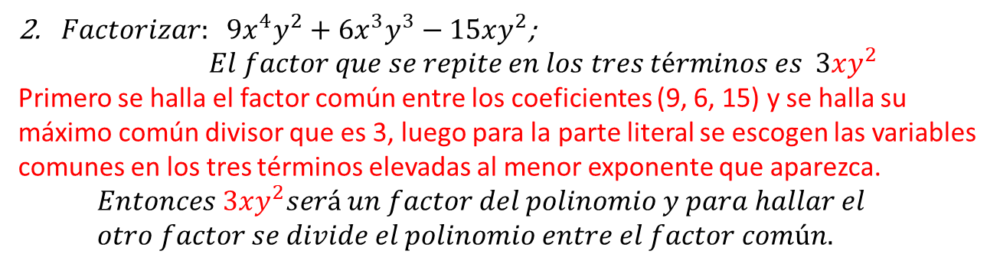 2. Factorizar: 9x⁴y² + 6x³y³ − 15xy²;
El factor que se repite en los tres términos es 3xy²
Primero se halla el factor común entre los coeficientes (9, 6, 15) y se halla su
máximo común divisor que es 3, luego para la parte literal se escogen las variables
comunes en los tres términos elevadas al menor exponente que aparezca.
Entonces 3xy² será un factor del polinomio y para hallar el
otro factor se divide el polinomio entre el factor común.